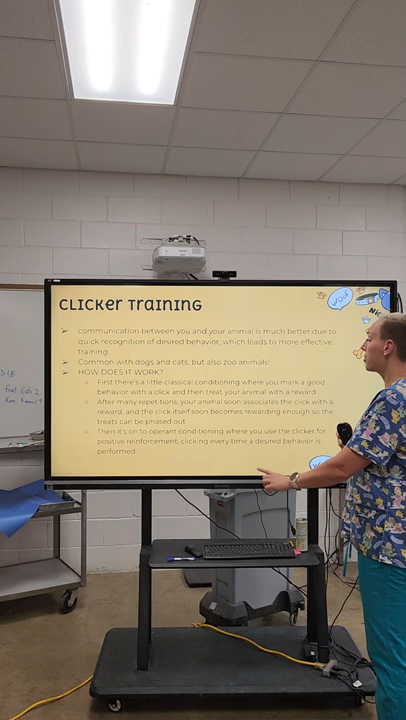 Clicker Training
WOOF
➤ communication between you and your animal is much better due to
quick recognition of desired behavior, which leads to more effective
training.
➤ Common with dogs and cats, but also zoo animals!
➤ HOW DOES IT WORK?
○ First there's a little classical conditioning where you mark a good
behavior with a click and then treat your animal with a reward
○ After many repetitions, your animal soon associates the click with a
reward, and the click itself soon becomes rewarding enough so the
treats can be phased out
○ Then it's on to operant conditioning where you use the clicker for
positive reinforcement, clicking every time a desired behavior is
performed